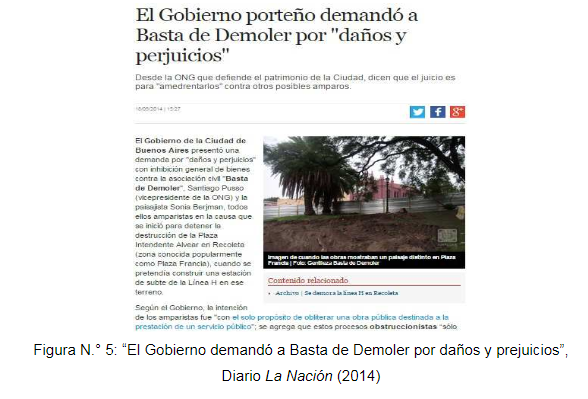 El Gobierno porteño demandó a
Basta de Demoler por "daños y
perjuicios"
Desde la ONG que defiende el patrimonio de la Ciudad, dicen que el juicio es
para "amedrentarlos" contra otros posibles amparos.
El Gobierno de la Ciudad de
Buenos Aires presentó una
demanda por "daños y perjuicios"
con inhibición general de bienes
contra la asociación civil "Basta
de Demoler", Santiago Pusso
(vicepresidente de la ONG) y la
paisajista Sonia Berjman, todos
ellos amparistas en la causa que
se inició para detener la
destrucción de la Plaza
Intendente Alvear en Recoleta
(zona conocida popularmente
como Plaza Francia), cuando se
pretendía construir una estación
de subte de la Línea H en ese
terreno.
Imagen de cuando las obras mostraban un paisaje distinto en Plaza
Francia | Foto: Gentileza Basta de Demoler
Contenido relacionado
Archivo | Se demora la línea H en Recoleta
Según el Gobierno, la intención
de los amparistas fue "con el solo propósito de obliterar una obra pública destinada a la
prestación de un servicio público"; se agrega que estos procesos obstruccionistas "sólo
Figura N.° 5: “El Gobierno demandó a Basta de Demoler por daños y prejuicios”,
Diario La Nación (2014)